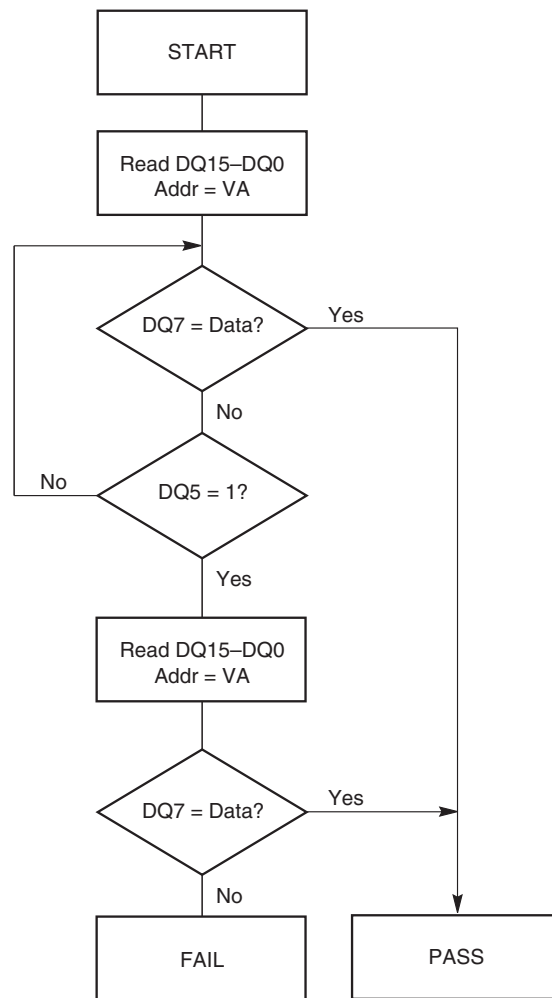 START
Read DQ15–DQ0
Addr = VA
DQ7 = Data?
Yes
No
No
DQ5 = 1?
Yes
Read DQ15–DQ0
Addr = VA
DQ7 = Data?
Yes
No
FAIL
PASS